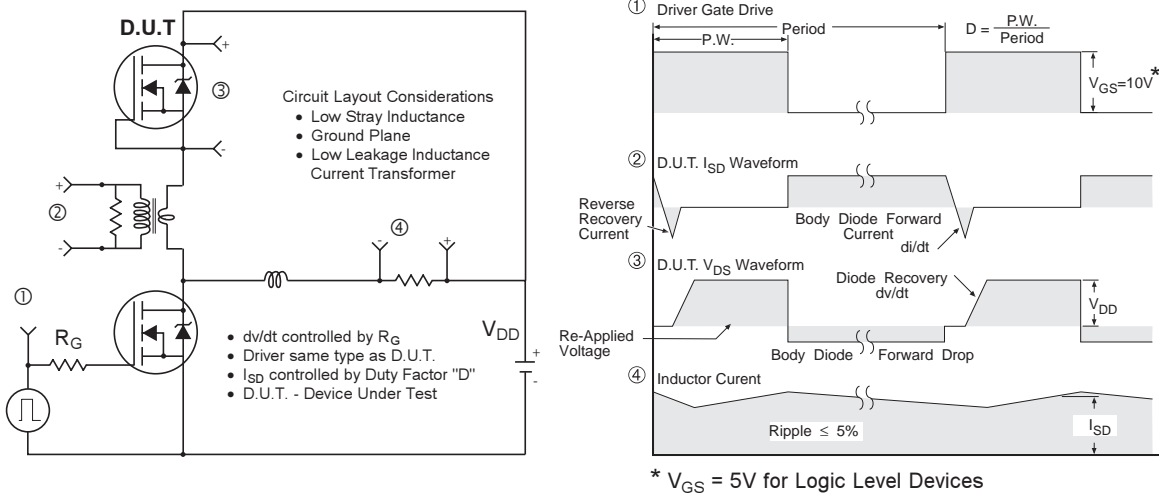 D.U.T
+
③
-
Circuit Layout Considerations
• Low Stray Inductance
• Ground Plane
• Low Leakage Inductance
Current Transformer
+
②
-
④
-
+
①
R_G
• dv/dt controlled by R_G
• Driver same type as D.U.T.
• I_SD controlled by Duty Factor "D"
• D.U.T. - Device Under Test
V_DD
+
-
① Driver Gate Drive
P.W.
Period
D = P.W. / Period
V_GS=10V *
② D.U.T. I_SD Waveform
Reverse
Recovery
Current
Body Diode Forward
Current
di/dt
③ D.U.T. V_DS Waveform
Diode Recovery
dv/dt
V_DD
Re-Applied
Voltage
Body Diode Forward Drop
④ Inductor Curent
Ripple ≤ 5%
I_SD
* V_GS = 5V for Logic Level Devices